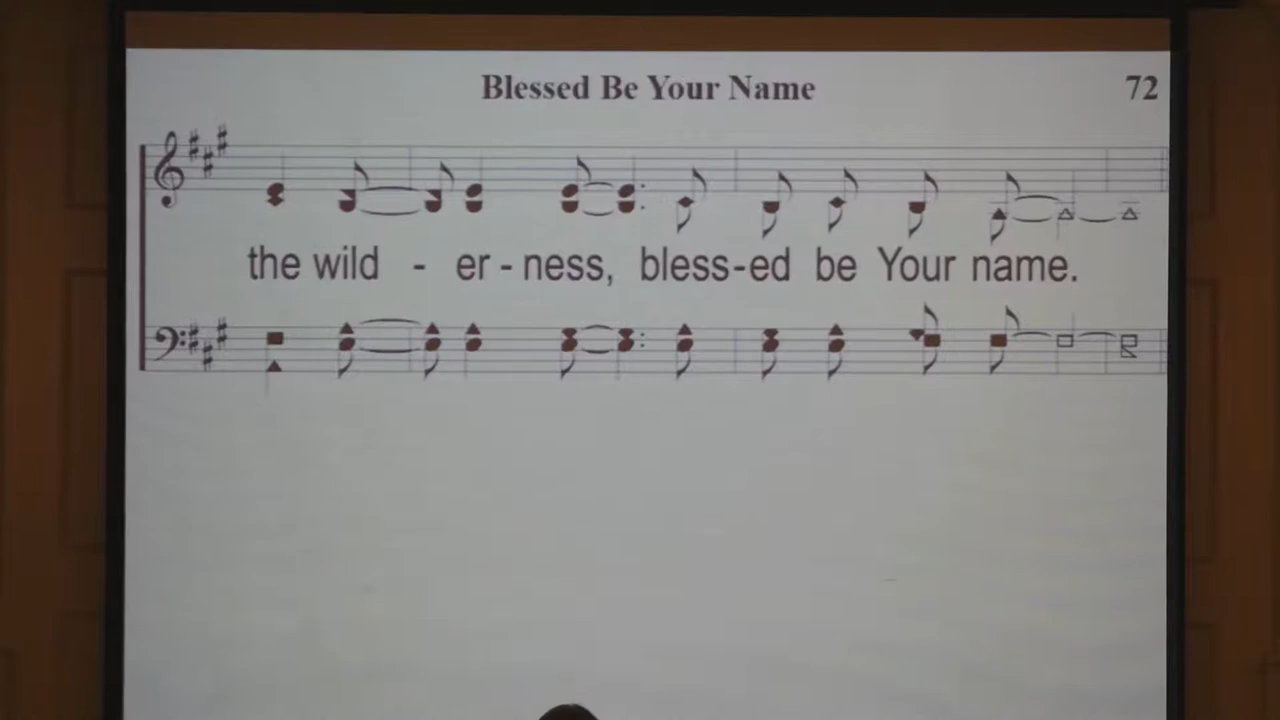 Blessed Be Your Name 72
the wild - er - ness, bless-ed be Your name.